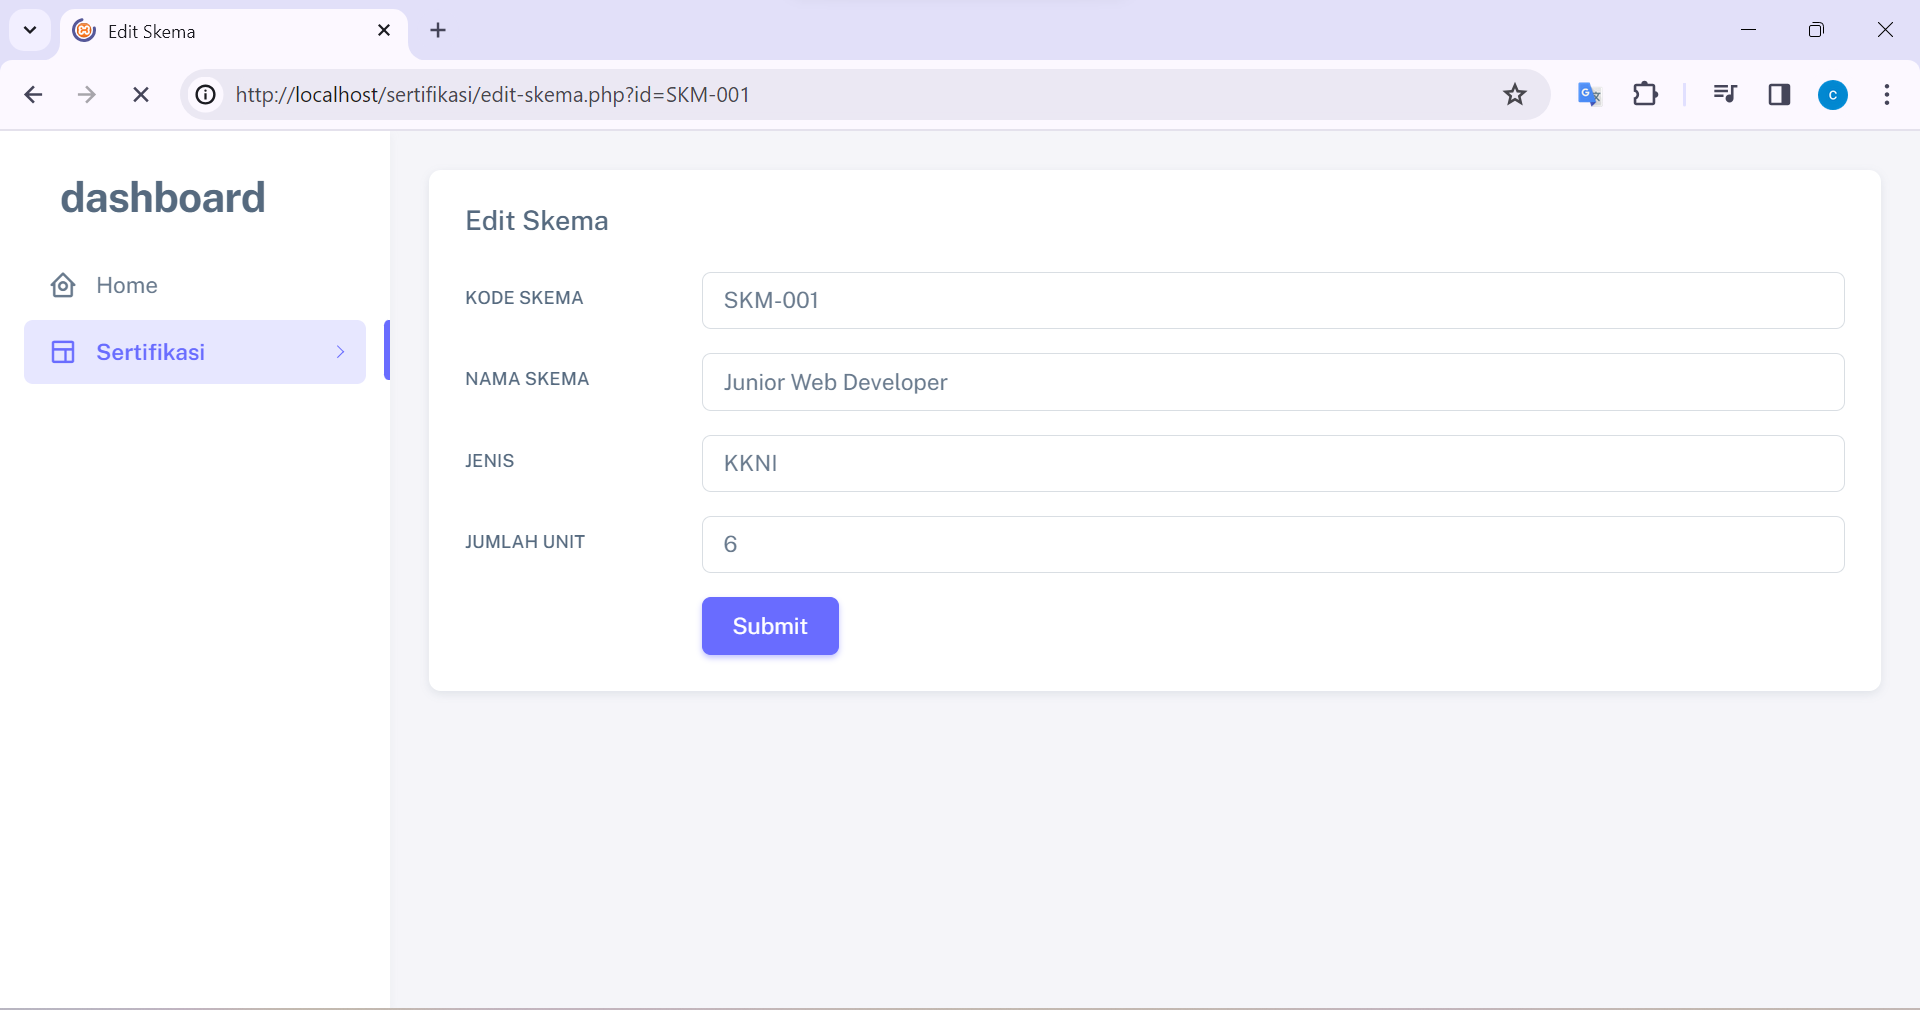 Edit Skema
http://localhost/sertifikasi/edit-skema.php?id=SKM-001
C
dashboard
Home
Sertifikasi
Edit Skema
KODE SKEMA
SKM-001
NAMA SKEMA
Junior Web Developer
JENIS
KKNI
JUMLAH UNIT
6
Submit